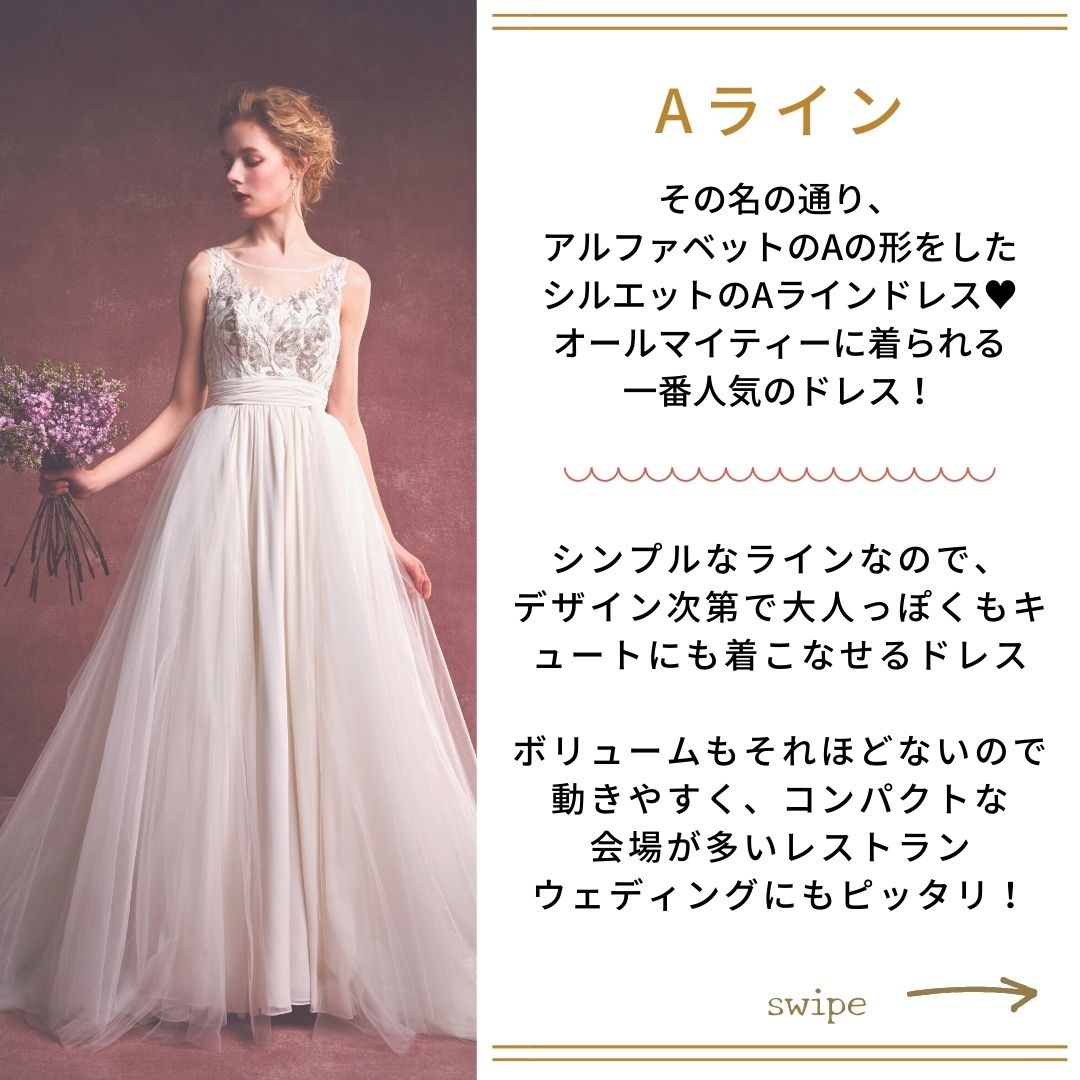 Aライン
その名の通り、
アルファベットのAの形をした
シルエットのAラインドレス♥
オールマイティーに着られる
一番人気のドレス！
シンプルなラインなので、
デザイン次第で大人っぽくもキ
ュートにも着こなせるドレス
ボリュームもそれほどないので
動きやすく、コンパクトな
会場が多いレストラン
ウェディングにもピッタリ！
swipe